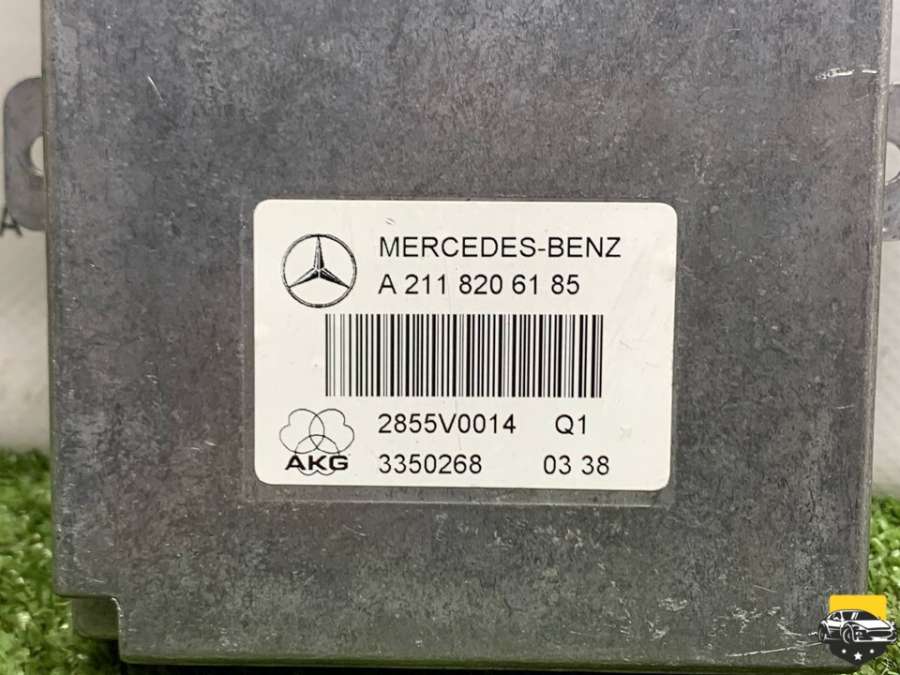 MERCEDES-BENZ
A 211 820 61 85
2855V0014 Q1
AKG 3350268 03 38